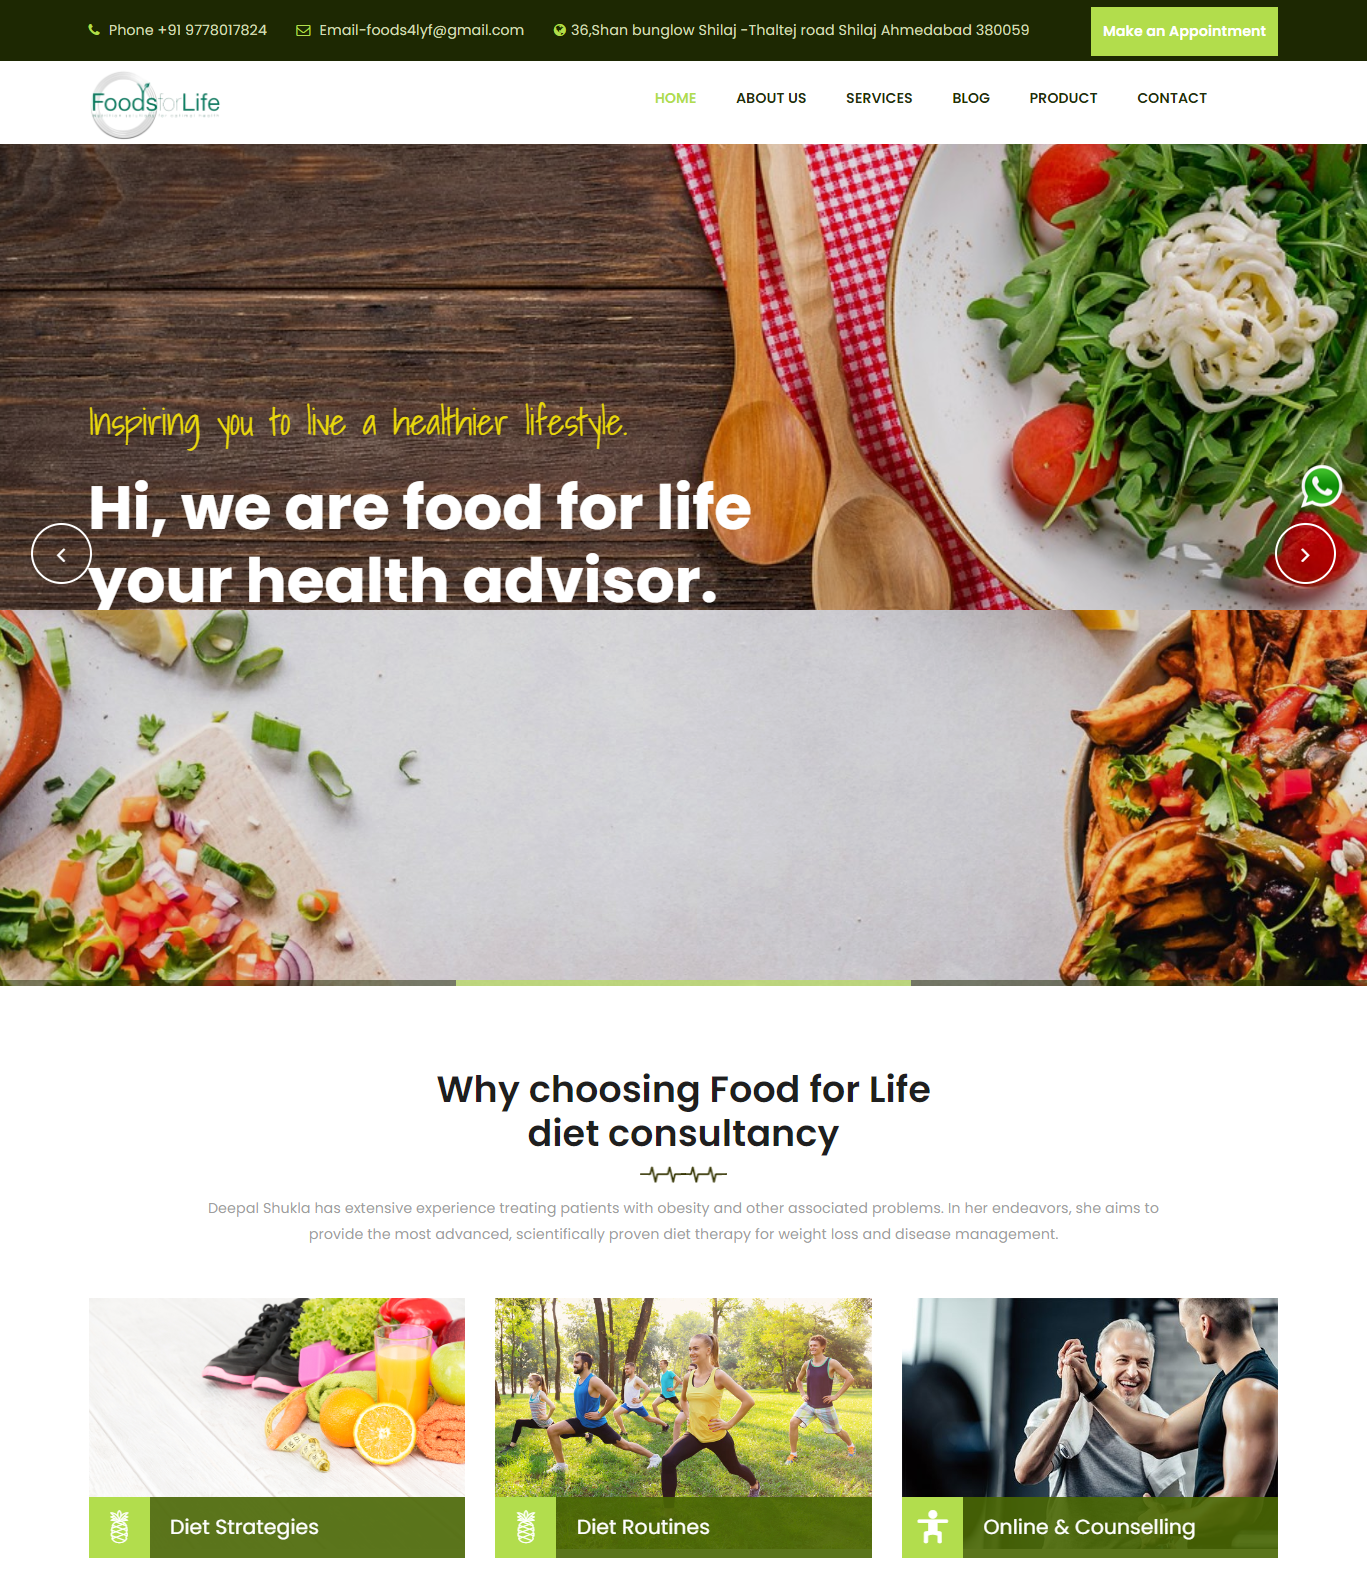 Phone +91 9778017824
Email-foods4lyf@gmail.com
36,Shan bunglow Shilaj -Thaltej road Shilaj Ahmedabad 380059
Make an Appointment
FoodsforLife
HOME
ABOUT US
SERVICES
BLOG
PRODUCT
CONTACT
Inspiring you to live a healthier lifestyle.
Hi, we are food for life
your health advisor.
Why choosing Food for Life
diet consultancy
Deepal Shukla has extensive experience treating patients with obesity and other associated problems. In her endeavors, she aims to
provide the most advanced, scientifically proven diet therapy for weight loss and disease management.
Diet Strategies
Diet Routines
Online & Counselling